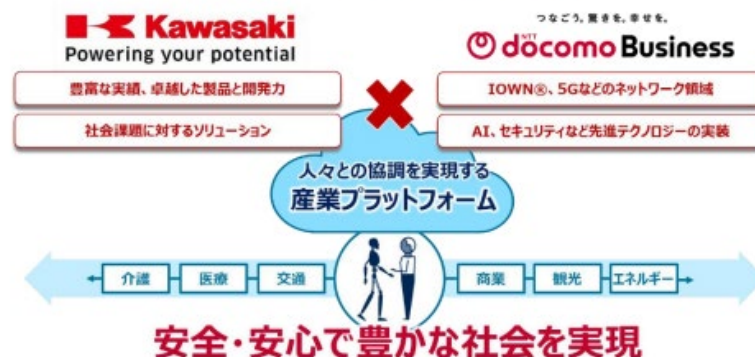 Kawasaki
Powering your potential
つなごう。驚きを。幸せを。
NTT
docomo Business
豊富な実績、卓越した製品と開発力
IOWN®、5Gなどのネットワーク領域
社会課題に対するソリューション
AI、セキュリティなど先進テクノロジーの実装
人々との協調を実現する
産業プラットフォーム
介護
医療
交通
商業
観光
エネルギー
安全・安心で豊かな社会を実現